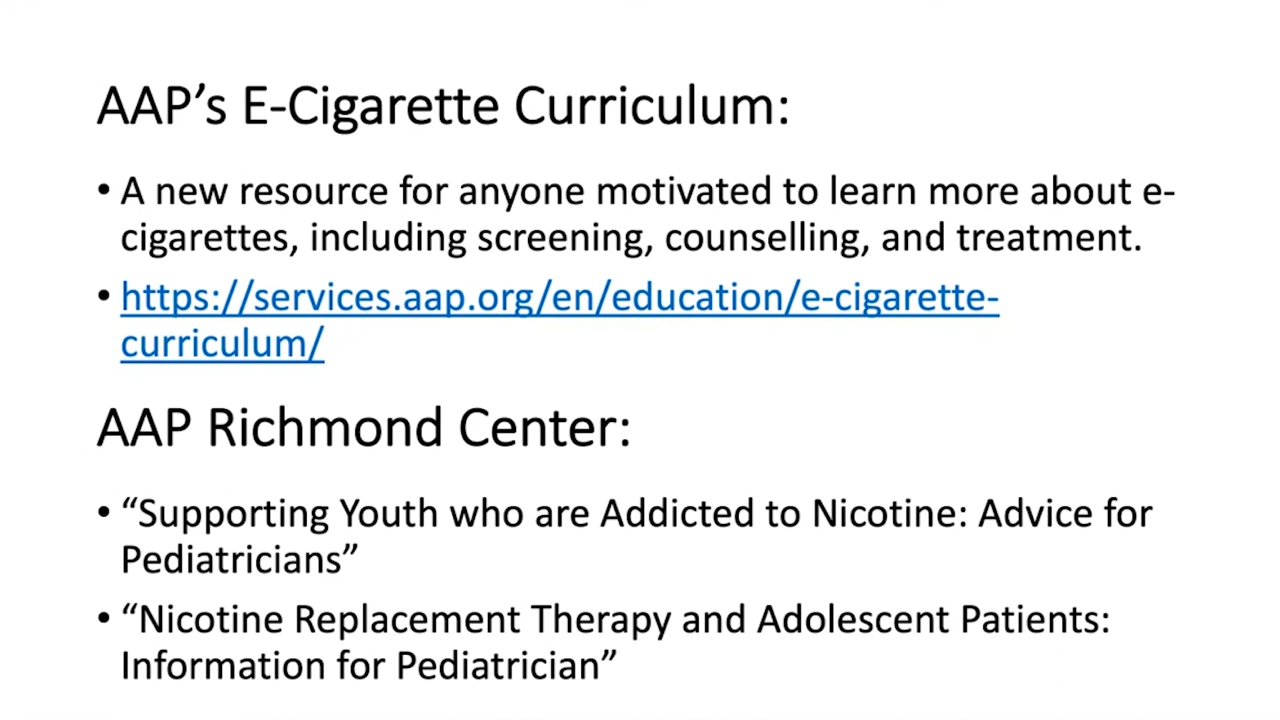 AAP’s E-Cigarette Curriculum:
• A new resource for anyone motivated to learn more about e-
cigarettes, including screening, counselling, and treatment.
• https://services.aap.org/en/education/e-cigarette-
curriculum/
AAP Richmond Center:
• “Supporting Youth who are Addicted to Nicotine: Advice for
Pediatricians”
• “Nicotine Replacement Therapy and Adolescent Patients:
Information for Pediatrician”